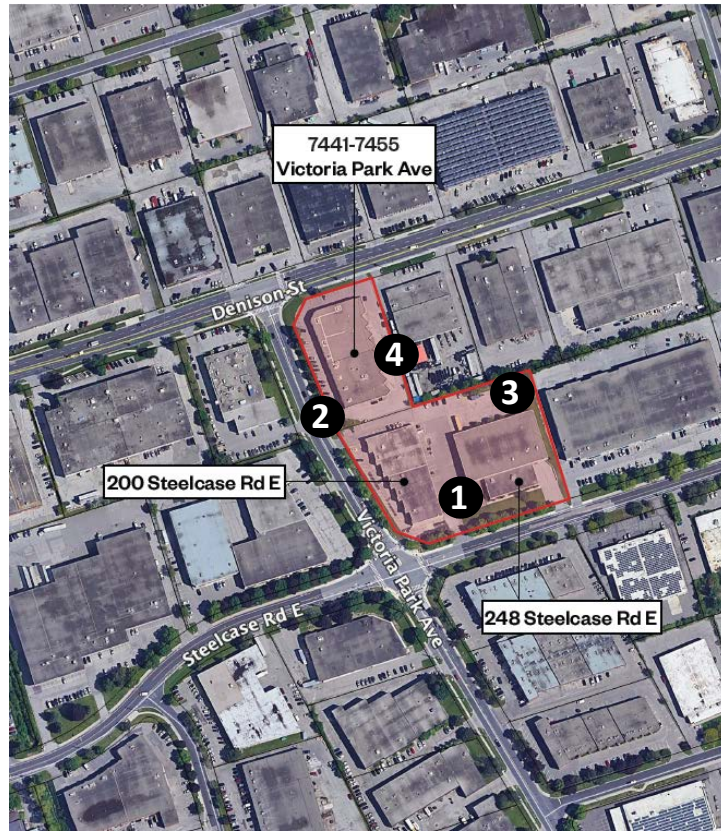 7441-7455
Victoria Park Ave
Denison St
4
3
2
200 Steelcase Rd E
1
Victoria Park Ave
248 Steelcase Rd E
Steelcase Rd E